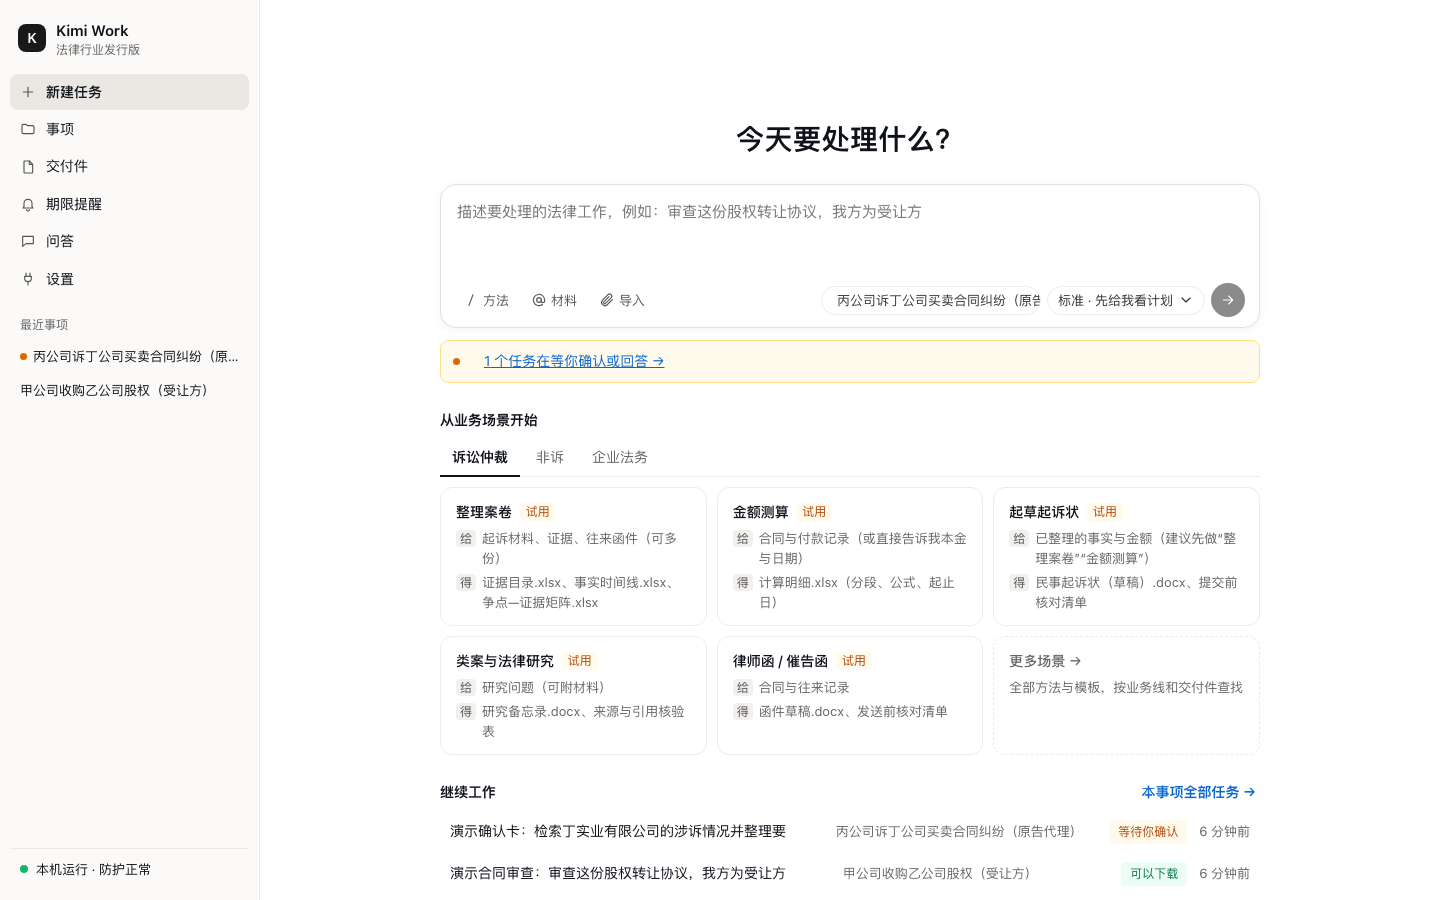 K
Kimi Work
法律行业发行版
新建任务
事项
交付件
期限提醒
问答
设置
最近事项
丙公司诉丁公司买卖合同纠纷（原...
甲公司收购乙公司股权（受让方）
本机运行 · 防护正常
今天要处理什么?
描述要处理的法律工作，例如：审查这份股权转让协议，我方为受让方
/ 方法
@ 材料
导入
丙公司诉丁公司买卖合同纠纷（原告
标准 · 先给我看计划
→
1 个任务在等你确认或回答 →
从业务场景开始
诉讼仲裁
非诉
企业法务
整理案卷 试用
给 起诉材料、证据、往来函件（可多
份）
得 证据目录.xlsx、事实时间线.xlsx、
争点—证据矩阵.xlsx
金额测算 试用
给 合同与付款记录（或直接告诉我本金
与日期）
得 计算明细.xlsx（分段、公式、起止
日）
起草起诉状 试用
给 已整理的事实与金额（建议先做“整
理案卷”“金额测算”）
得 民事起诉状（草稿）.docx、提交前
核对清单
类案与法律研究 试用
给 研究问题（可附材料）
得 研究备忘录.docx、来源与引用核验
表
律师函 / 催告函 试用
给 合同与往来记录
得 函件草稿.docx、发送前核对清单
更多场景 →
全部方法与模板，按业务线和交付件查找
继续工作
本事项全部任务 →
演示确认卡：检索丁实业有限公司的涉诉情况并整理要
丙公司诉丁公司买卖合同纠纷（原告代理）
等待你确认
6 分钟前
演示合同审查：审查这份股权转让协议，我方为受让方
甲公司收购乙公司股权（受让方）
可以下载
6 分钟前